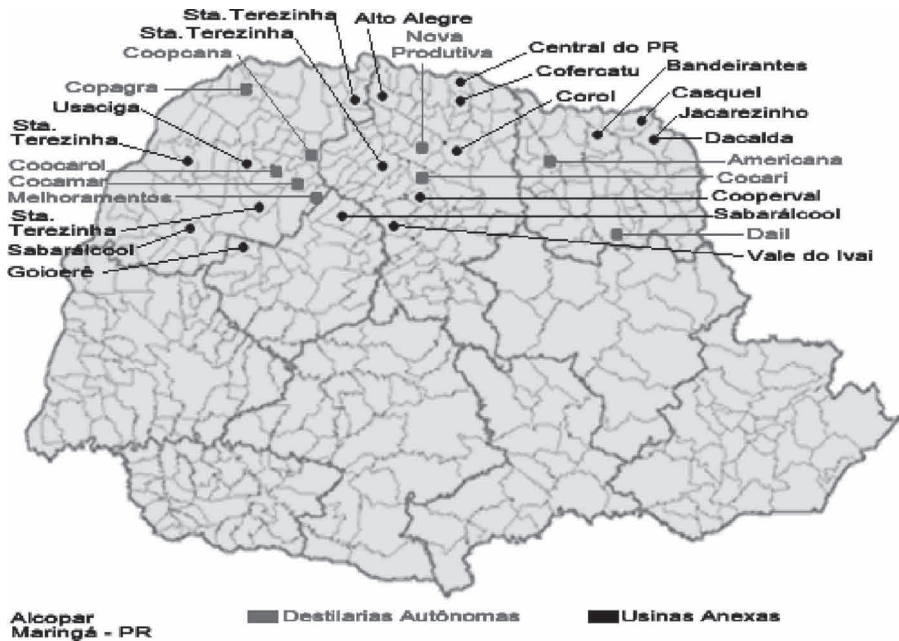 Sta. Terezinha
Alto Alegre
Sta. Terezinha
Nova
Produtiva
Coopcana
Central do PR
Cofercatu
Bandeirantes
Copagra
Casquel
Usaciga
Corol
Jacarezinho
Sta.
Terezinha
Dacalda
Coocarol
Americana
Cocamar
Cocari
Melhoramentos
Cooperval
Sta.
Terezinha
Sabarálcool
Sabarálcool
Dail
Goioerê
Vale do Ivai
Alcopar
Maringá - PR
Destilarias Autônomas
Usinas Anexas